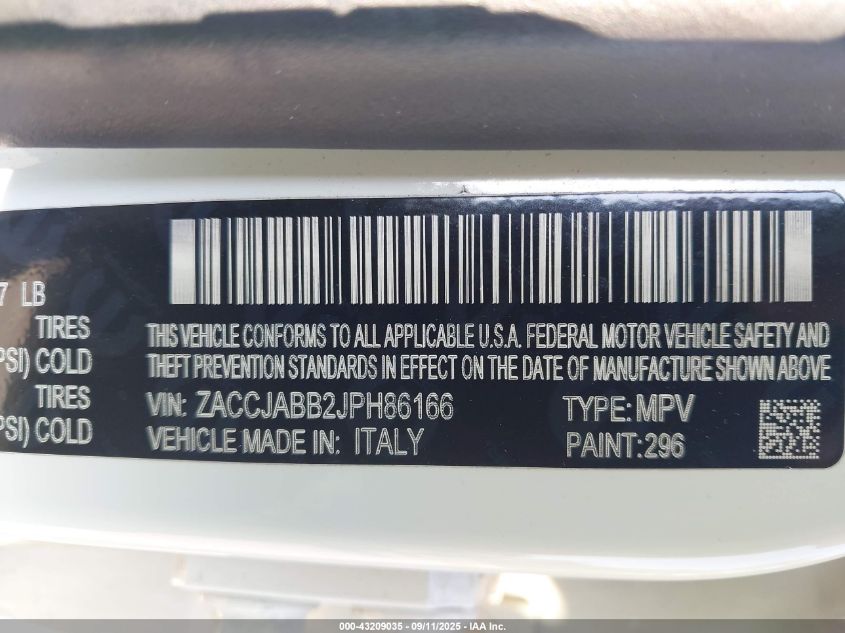 7 LB
TIRES
PSI) COLD
TIRES
PSI) COLD
THIS VEHICLE CONFORMS TO ALL APPLICABLE U.S.A. FEDERAL MOTOR VEHICLE SAFETY AND
THEFT PREVENTION STANDARDS IN EFFECT ON THE DATE OF MANUFACTURE SHOWN ABOVE
VIN: ZACCJABB2JPH86166 TYPE: MPV
VEHICLE MADE IN: ITALY PAINT:296
000-43209035 - 09/11/2025 - IAA Inc.